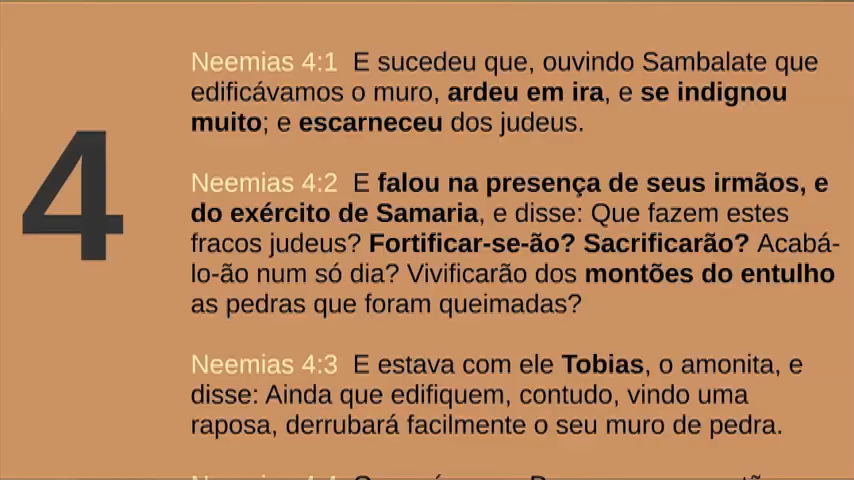 4
Neemias 4:1 E sucedeu que, ouvindo Sambalate que
edificávamos o muro, ardeu em ira, e se indignou
muito; e escarneceu dos judeus.
Neemias 4:2 E falou na presença de seus irmãos, e
do exército de Samaria, e disse: Que fazem estes
fracos judeus? Fortificar-se-ão? Sacrificarão? Acabá-
lo-ão num só dia? Vivificarão dos montões do entulho
as pedras que foram queimadas?
Neemias 4:3 E estava com ele Tobias, o amonita, e
disse: Ainda que edifiquem, contudo, vindo uma
raposa, derrubará facilmente o seu muro de pedra.